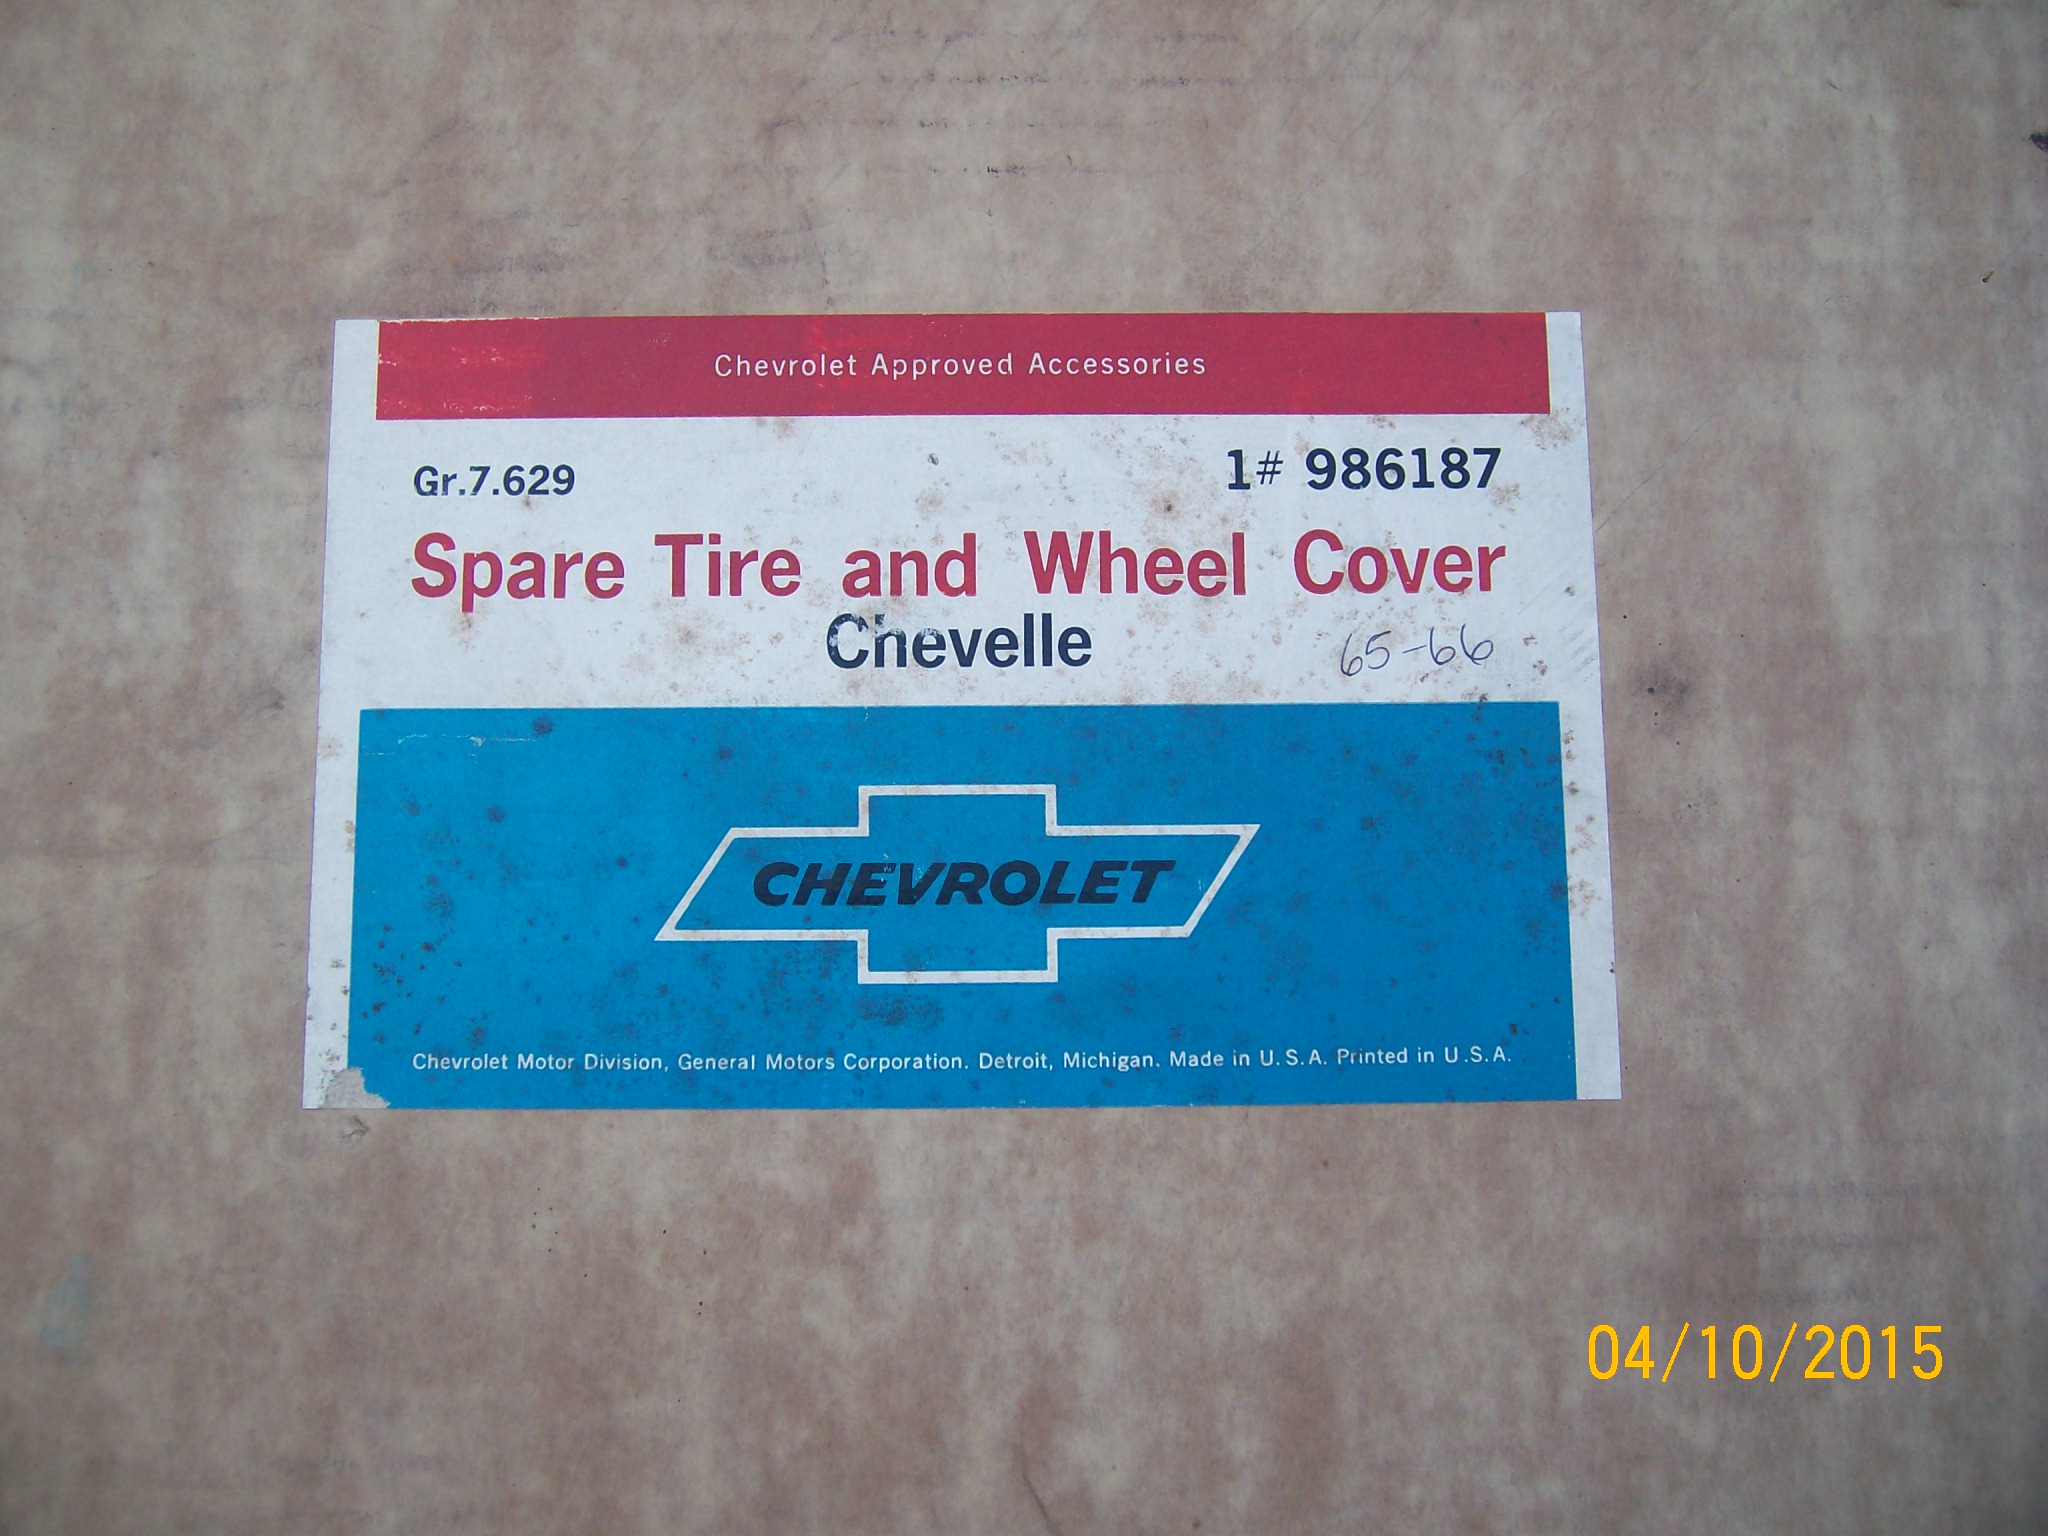 Chevrolet Approved Accessories
Gr.7.629
1# 986187
Spare Tire and Wheel Cover
Chevelle
65-66
CHEVROLET
Chevrolet Motor Division, General Motors Corporation. Detroit, Michigan. Made in U.S.A. Printed in U.S.A.
04/10/2015